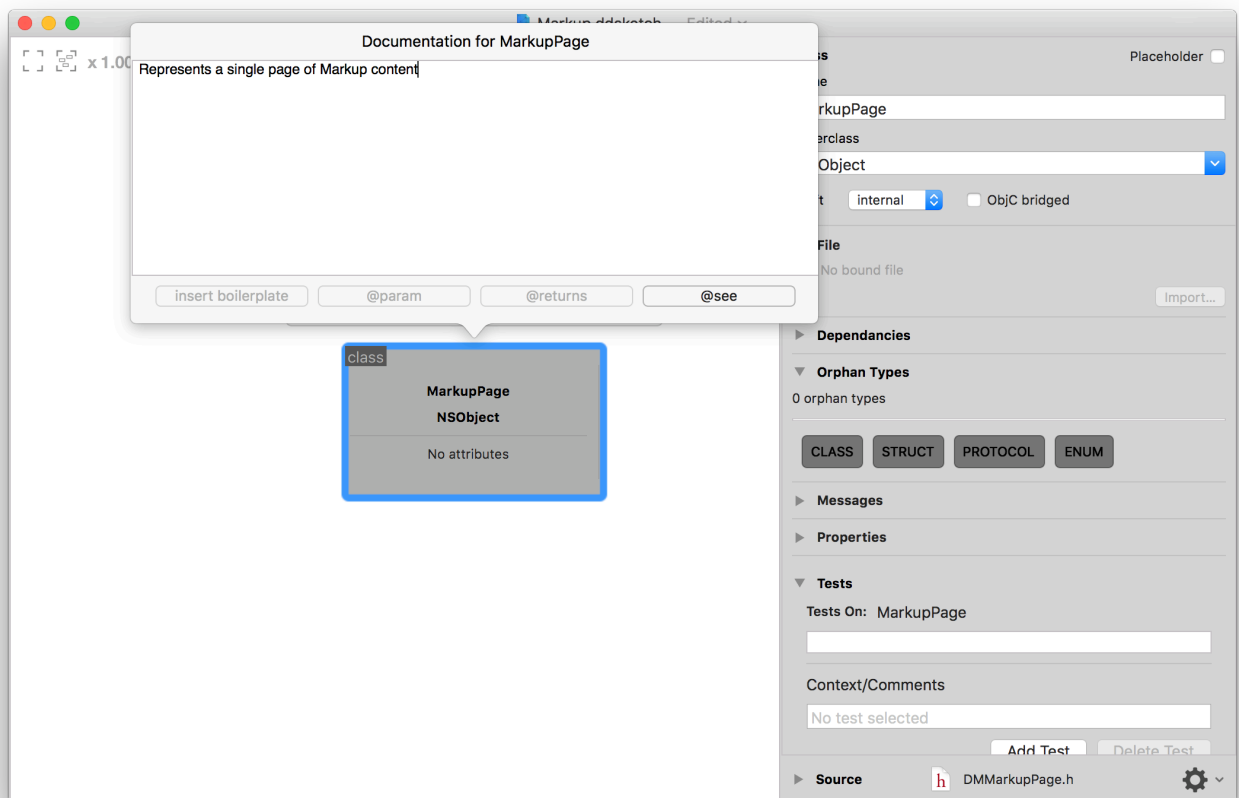 Documentation for MarkupPage
Represents a single page of Markup content
insert boilerplate
@param
@returns
@see
x 1.00
class
MarkupPage
NSObject
No attributes
Placeholder
rkupPage
erclass
Object
internal
ObjC bridged
File
No bound file
Import...
Dependancies
Orphan Types
0 orphan types
CLASS
STRUCT
PROTOCOL
ENUM
Messages
Properties
Tests
Tests On: MarkupPage
Context/Comments
No test selected
Add Test
Delete Test
Source
h
DMMarkupPage.h